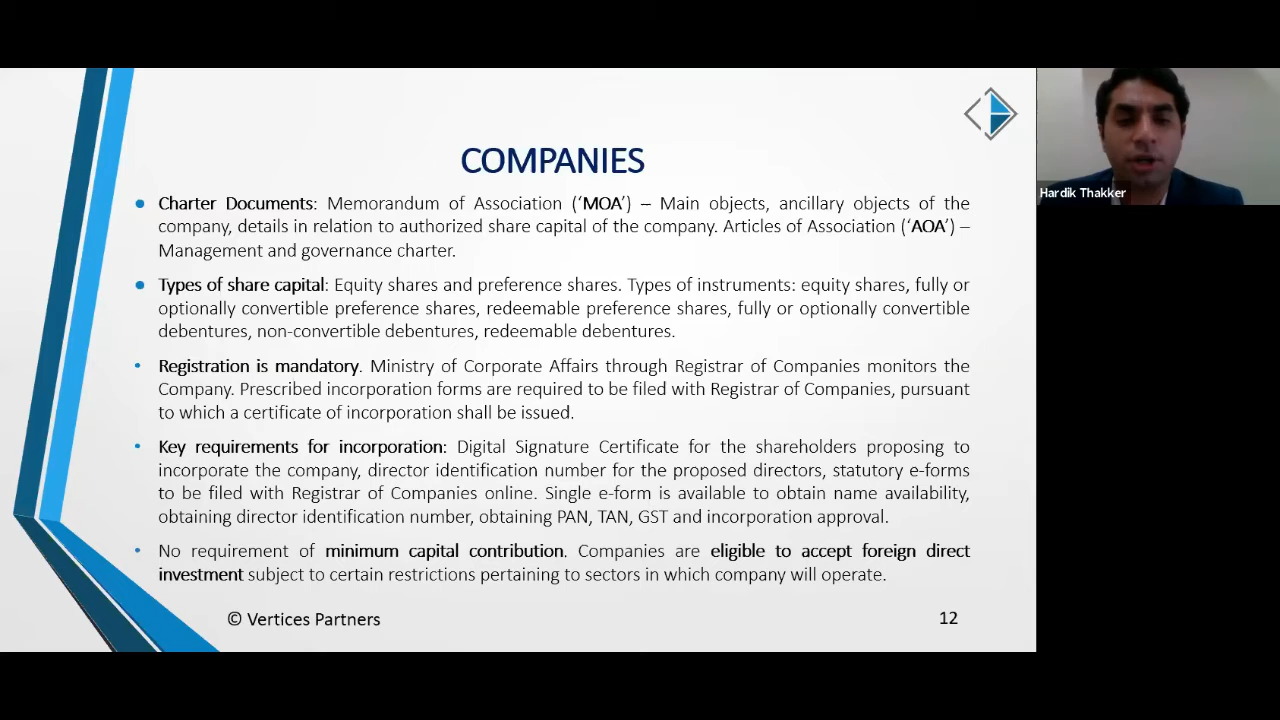 COMPANIES
Charter Documents: Memorandum of Association (‘MOA’) – Main objects, ancillary objects of the
company, details in relation to authorized share capital of the company. Articles of Association (‘AOA’) –
Management and governance charter.
Types of share capital: Equity shares and preference shares. Types of instruments: equity shares, fully or
optionally convertible preference shares, redeemable preference shares, fully or optionally convertible
debentures, non-convertible debentures, redeemable debentures.
Registration is mandatory. Ministry of Corporate Affairs through Registrar of Companies monitors the
Company. Prescribed incorporation forms are required to be filed with Registrar of Companies, pursuant
to which a certificate of incorporation shall be issued.
Key requirements for incorporation: Digital Signature Certificate for the shareholders proposing to
incorporate the company, director identification number for the proposed directors, statutory e-forms
to be filed with Registrar of Companies online. Single e-form is available to obtain name availability,
obtaining director identification number, obtaining PAN, TAN, GST and incorporation approval.
No requirement of minimum capital contribution. Companies are eligible to accept foreign direct
investment subject to certain restrictions pertaining to sectors in which company will operate.
© Vertices Partners
12
Hardik Thakker